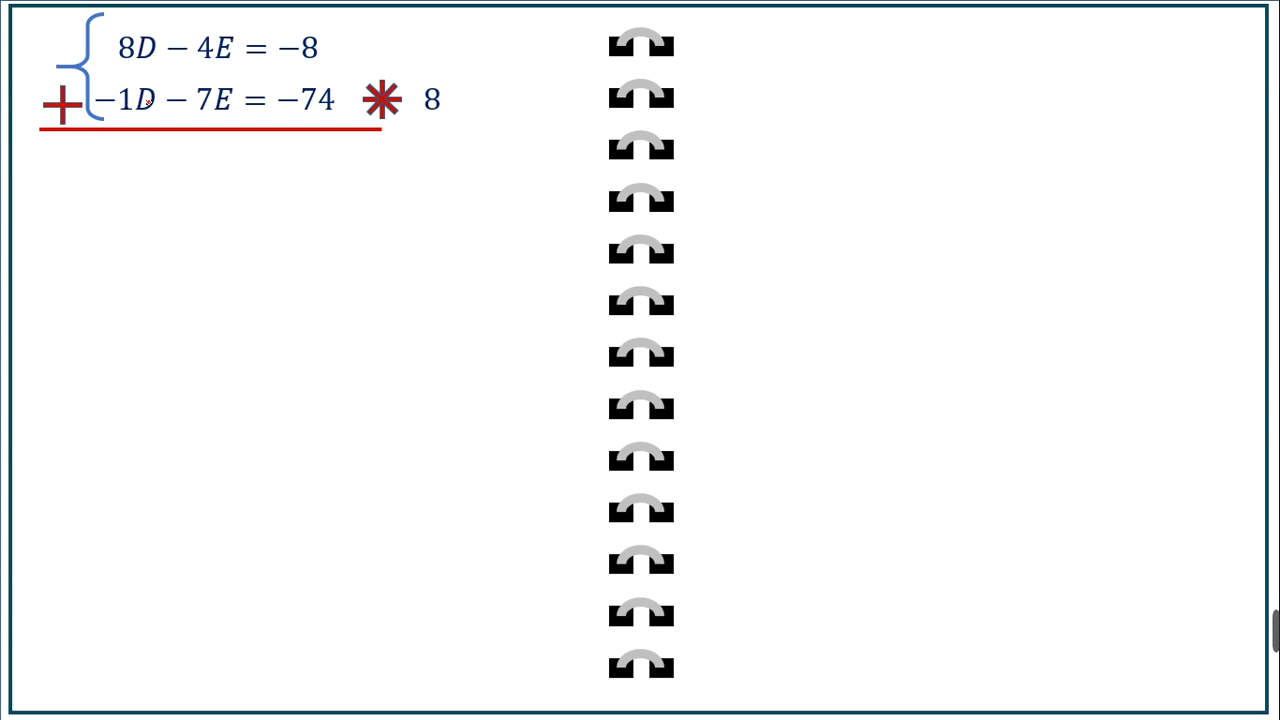 8D − 4E = −8
+ −1D − 7E = −74 * 8